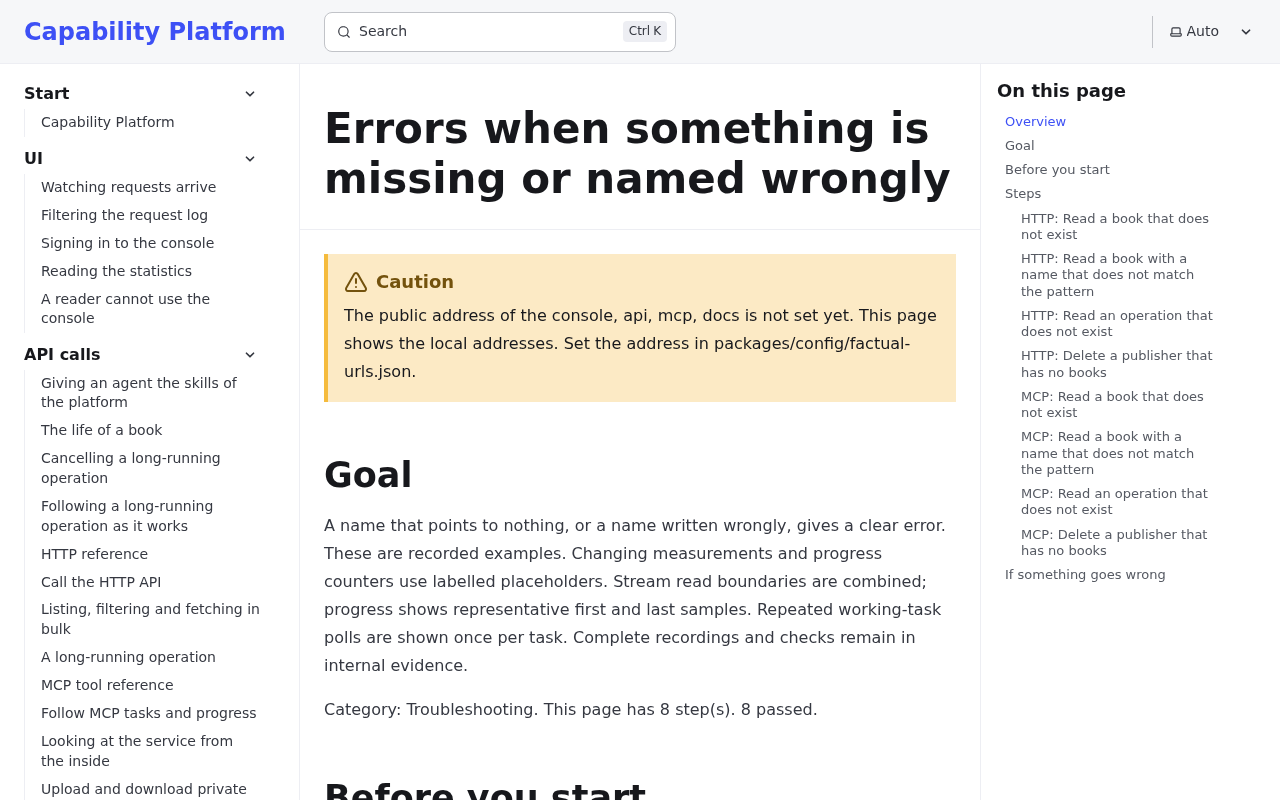 Capability Platform
Search
Ctrl K
Auto
Start
Capability Platform
UI
Watching requests arrive
Filtering the request log
Signing in to the console
Reading the statistics
A reader cannot use the
console
API calls
Giving an agent the skills of
the platform
The life of a book
Cancelling a long-running
operation
Following a long-running
operation as it works
HTTP reference
Call the HTTP API
Listing, filtering and fetching in
bulk
A long-running operation
MCP tool reference
Follow MCP tasks and progress
Looking at the service from
the inside
Upload and download private
Errors when something is
missing or named wrongly
Caution
The public address of the console, api, mcp, docs is not set yet. This page
shows the local addresses. Set the address in packages/config/factual-
urls.json.
Goal
A name that points to nothing, or a name written wrongly, gives a clear error.
These are recorded examples. Changing measurements and progress
counters use labelled placeholders. Stream read boundaries are combined;
progress shows representative first and last samples. Repeated working-task
polls are shown once per task. Complete recordings and checks remain in
internal evidence.
Category: Troubleshooting. This page has 8 step(s). 8 passed.
Before you start
On this page
Overview
Goal
Before you start
Steps
HTTP: Read a book that does
not exist
HTTP: Read a book with a
name that does not match
the pattern
HTTP: Read an operation that
does not exist
HTTP: Delete a publisher that
has no books
MCP: Read a book that does
not exist
MCP: Read a book with a
name that does not match
the pattern
MCP: Read an operation that
does not exist
MCP: Delete a publisher that
has no books
If something goes wrong